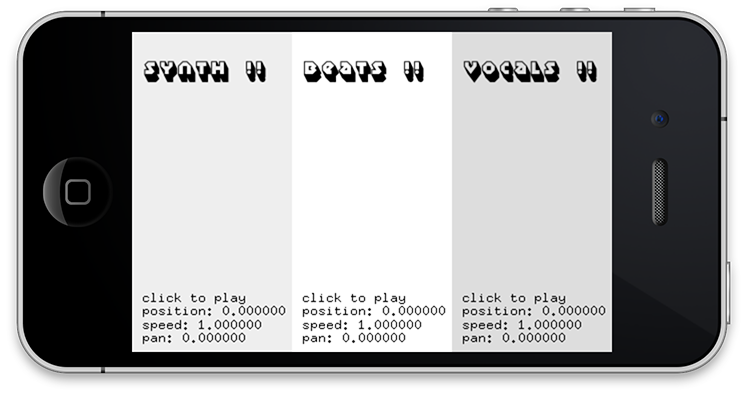 SYNTH !!
click to play
position: 0.000000
speed: 1.000000
pan: 0.000000
BeaTS !!
click to play
position: 0.000000
speed: 1.000000
pan: 0.000000
VOCALS !!
click to play
position: 0.000000
speed: 1.000000
pan: 0.000000